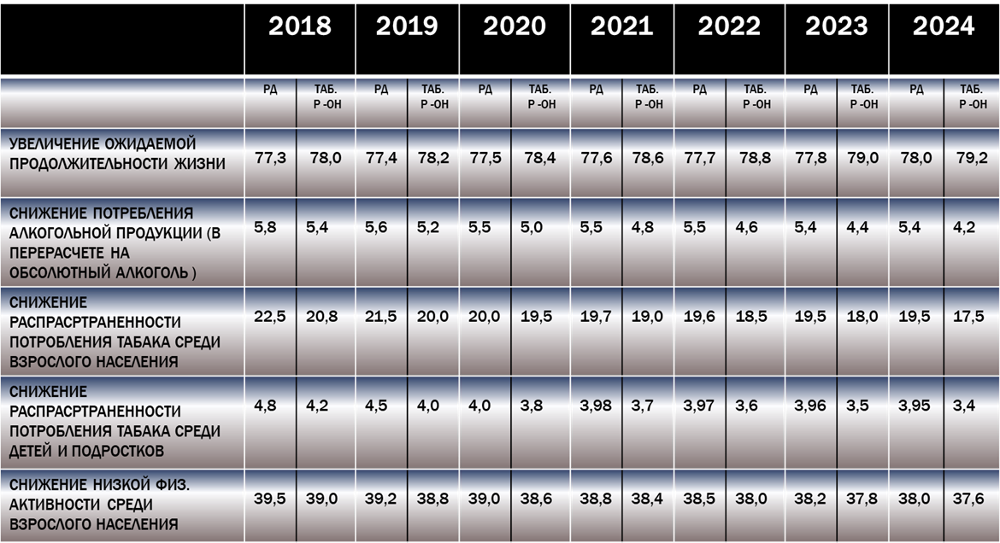 2018 2019 2020 2021 2022 2023 2024
РД ТАБ. РД ТАБ. РД ТАБ. РД ТАБ. РД ТАБ. РД ТАБ. РД ТАБ.
Р -ОН Р -ОН Р -ОН Р -ОН Р -ОН Р -ОН Р -ОН
УВЕЛИЧЕНИЕ ОЖИДАЕМОЙ
ПРОДОЛЖИТЕЛЬНОСТИ ЖИЗНИ
77,3 78,0 77,4 78,2 77,5 78,4 77,6 78,6 77,7 78,8 77,8 79,0 78,0 79,2
СНИЖЕНИЕ ПОТРЕБЛЕНИЯ
АЛКОГОЛЬНОЙ ПРОДУКЦИИ (В
ПЕРЕРАСЧЕТЕ НА
ОБСОЛЮТНЫЙ АЛКОГОЛЬ )
5,8 5,4 5,6 5,2 5,5 5,0 5,5 4,8 5,5 4,6 5,4 4,4 5,4 4,2
СНИЖЕНИЕ
РАСПРАСРТРАНЕННОСТИ
ПОТРОБЛЕНИЯ ТАБАКА СРЕДИ
ВЗРОСЛОГО НАСЕЛЕНИЯ
22,5 20,8 21,5 20,0 20,0 19,5 19,7 19,0 19,6 18,5 19,5 18,0 19,5 17,5
СНИЖЕНИЕ
РАСПРАСРТРАНЕННОСТИ
ПОТРОБЛЕНИЯ ТАБАКА СРЕДИ
ДЕТЕЙ И ПОДРОСТКОВ
4,8 4,2 4,5 4,0 4,0 3,8 3,98 3,7 3,97 3,6 3,96 3,5 3,95 3,4
СНИЖЕНИЕ НИЗКОЙ ФИЗ.
АКТИВНОСТИ СРЕДИ
ВЗРОСЛОГО НАСЕЛЕНИЯ
39,5 39,0 39,2 38,8 39,0 38,6 38,8 38,4 38,5 38,0 38,2 37,8 38,0 37,6